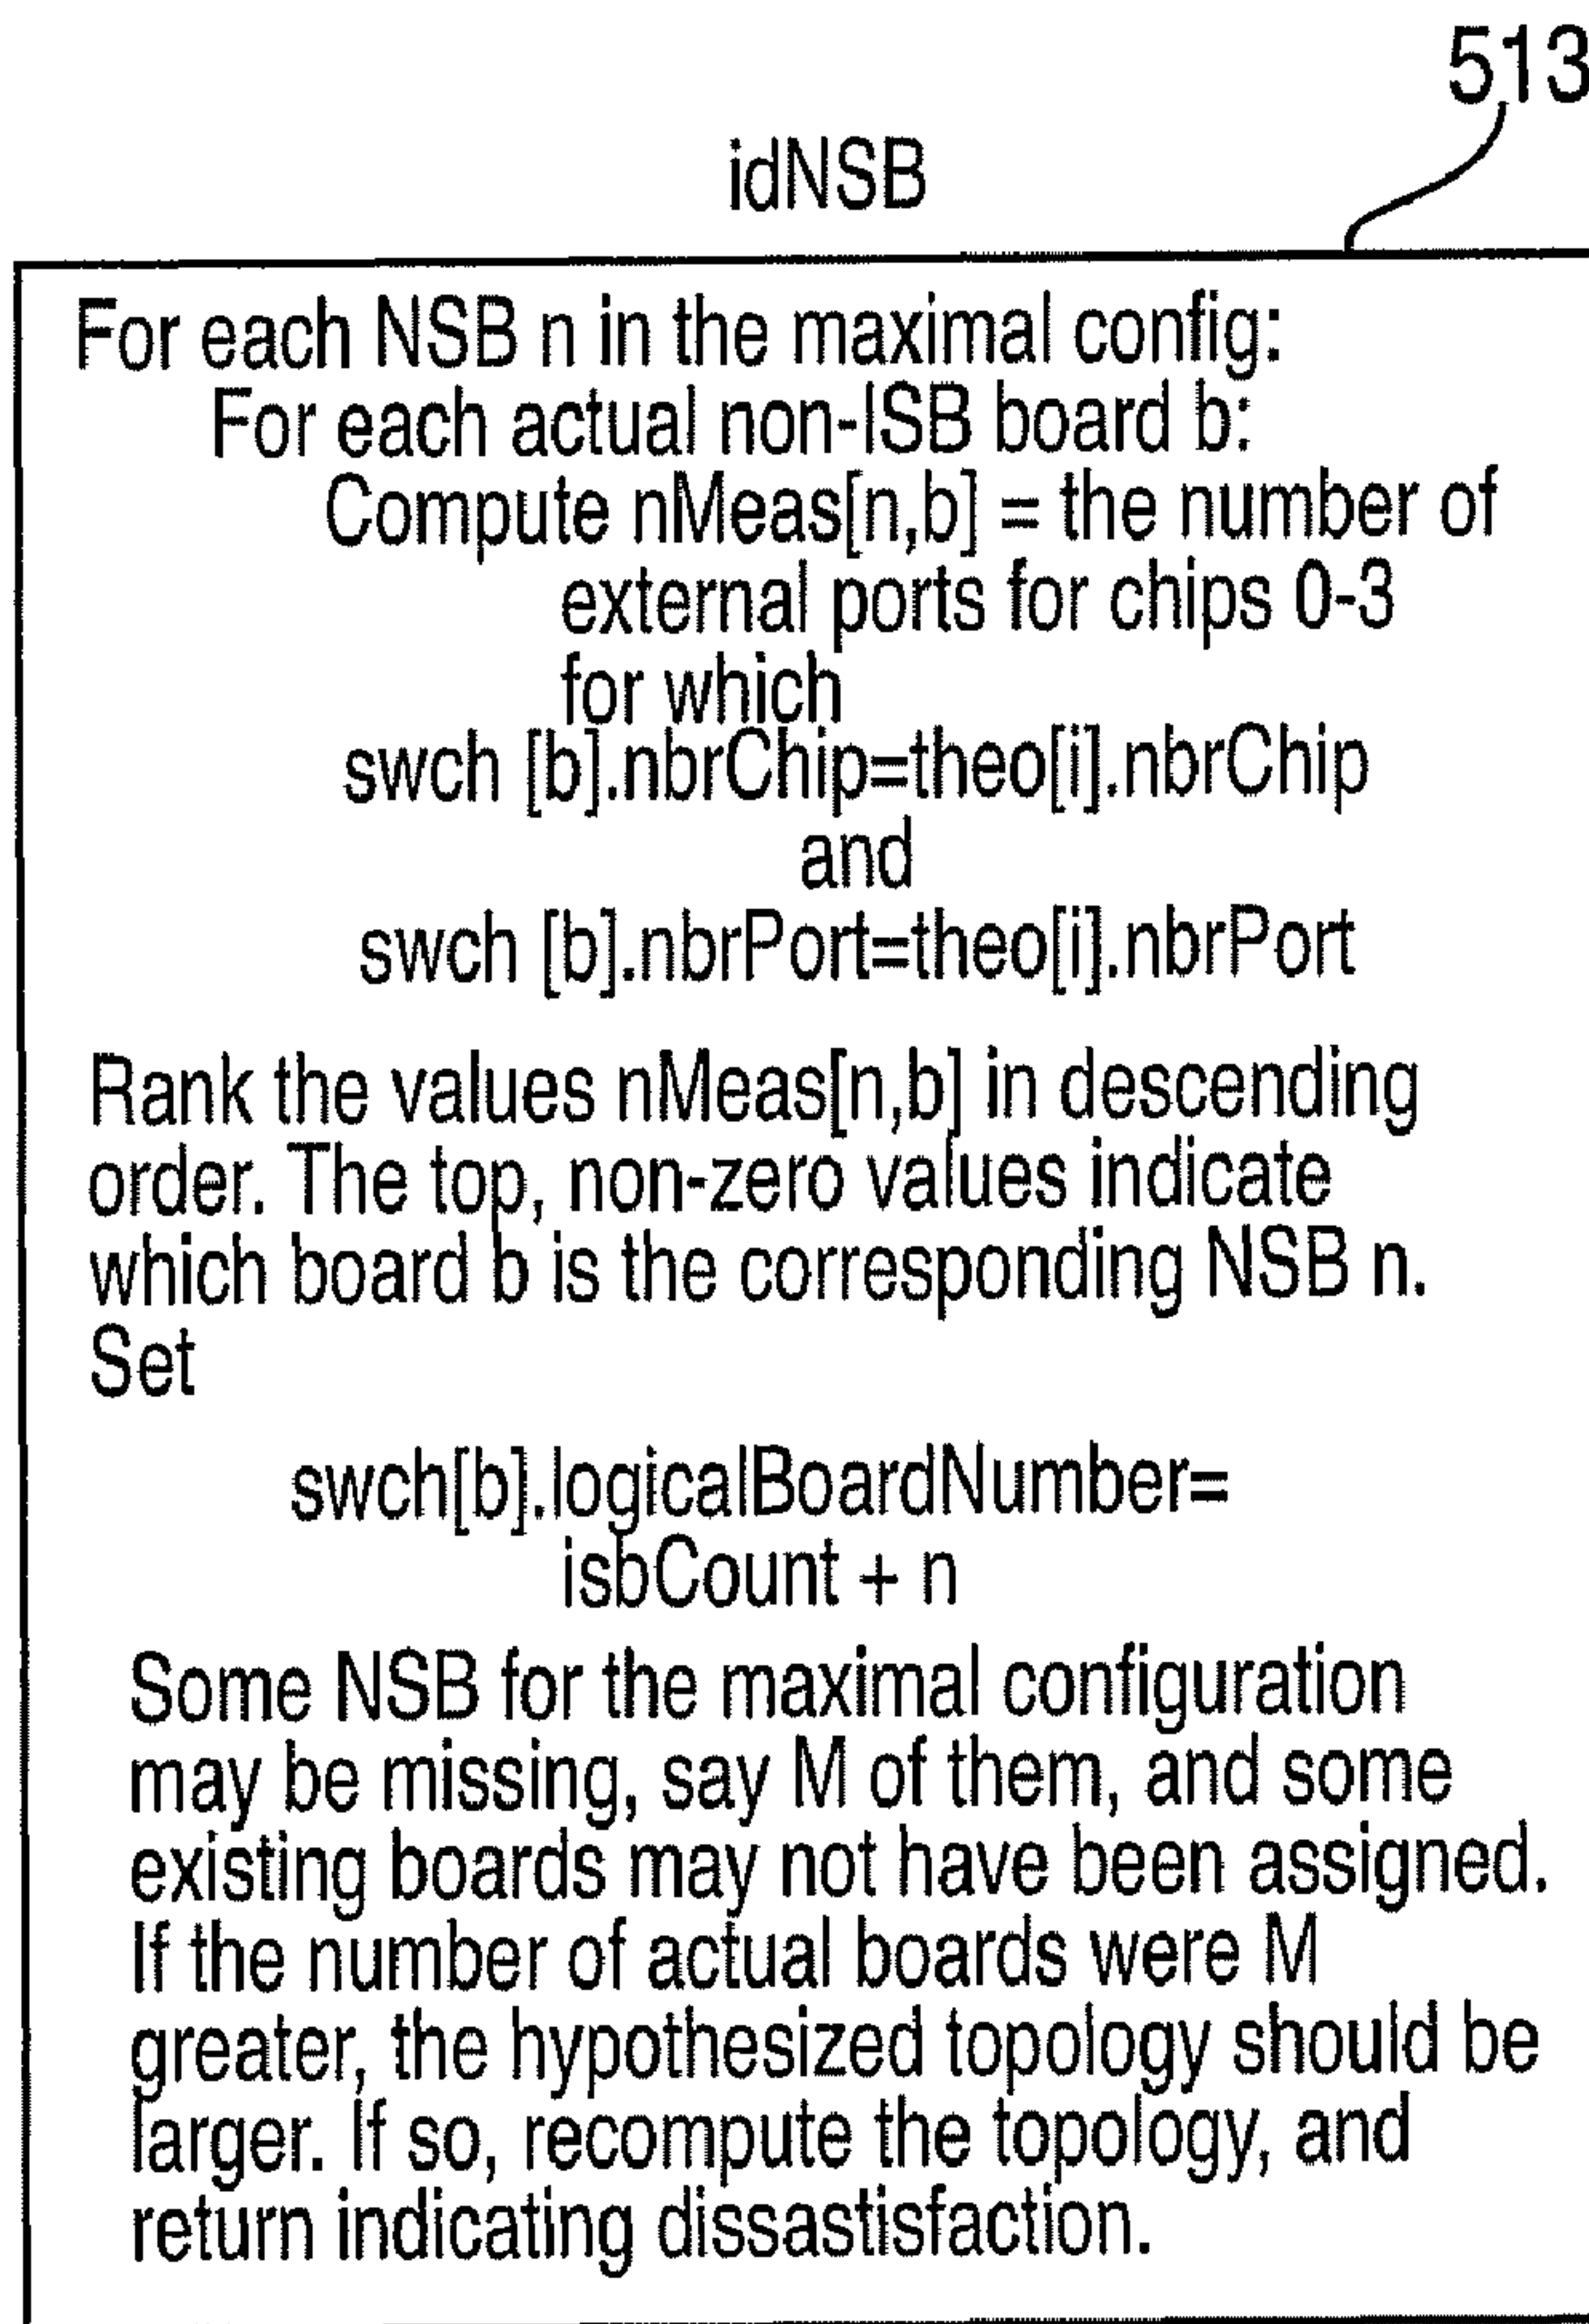 513
idNSB
For each NSB n in the maximal config:
For each actual non-ISB board b:
Compute nMeas[n,b] = the number of
external ports for chips 0-3
for which
swch [b].nbrChip=theo[i].nbrChip
and
swch [b].nbrPort=theo[i].nbrPort
Rank the values nMeas[n,b] in descending
order. The top, non-zero values indicate
which board b is the corresponding NSB n.
Set
swch[b].logicalBoardNumber=
isbCount + n
Some NSB for the maximal configuration
may be missing, say M of them, and some
existing boards may not have been assigned.
If the number of actual boards were M
greater, the hypothesized topology should be
larger. If so, recompute the topology, and
return indicating dissastisfaction.